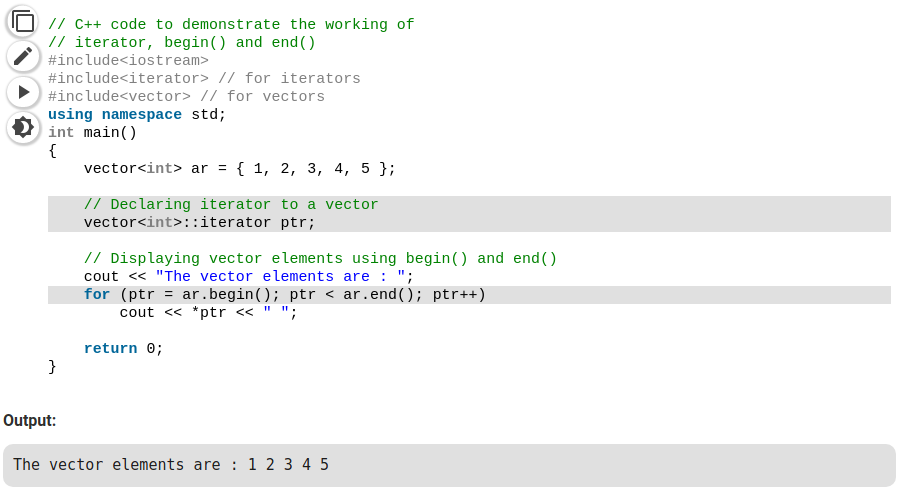 // C++ code to demonstrate the working of
// iterator, begin() and end()
#include<iostream>
#include<iterator> // for iterators
#include<vector> // for vectors
using namespace std;
int main()
{
    vector<int> ar = { 1, 2, 3, 4, 5 };
    // Declaring iterator to a vector
    vector<int>::iterator ptr;
    // Displaying vector elements using begin() and end()
    cout << "The vector elements are : ";
    for (ptr = ar.begin(); ptr < ar.end(); ptr++)
        cout << *ptr << " ";
    return 0;
}
Output:
The vector elements are : 1 2 3 4 5